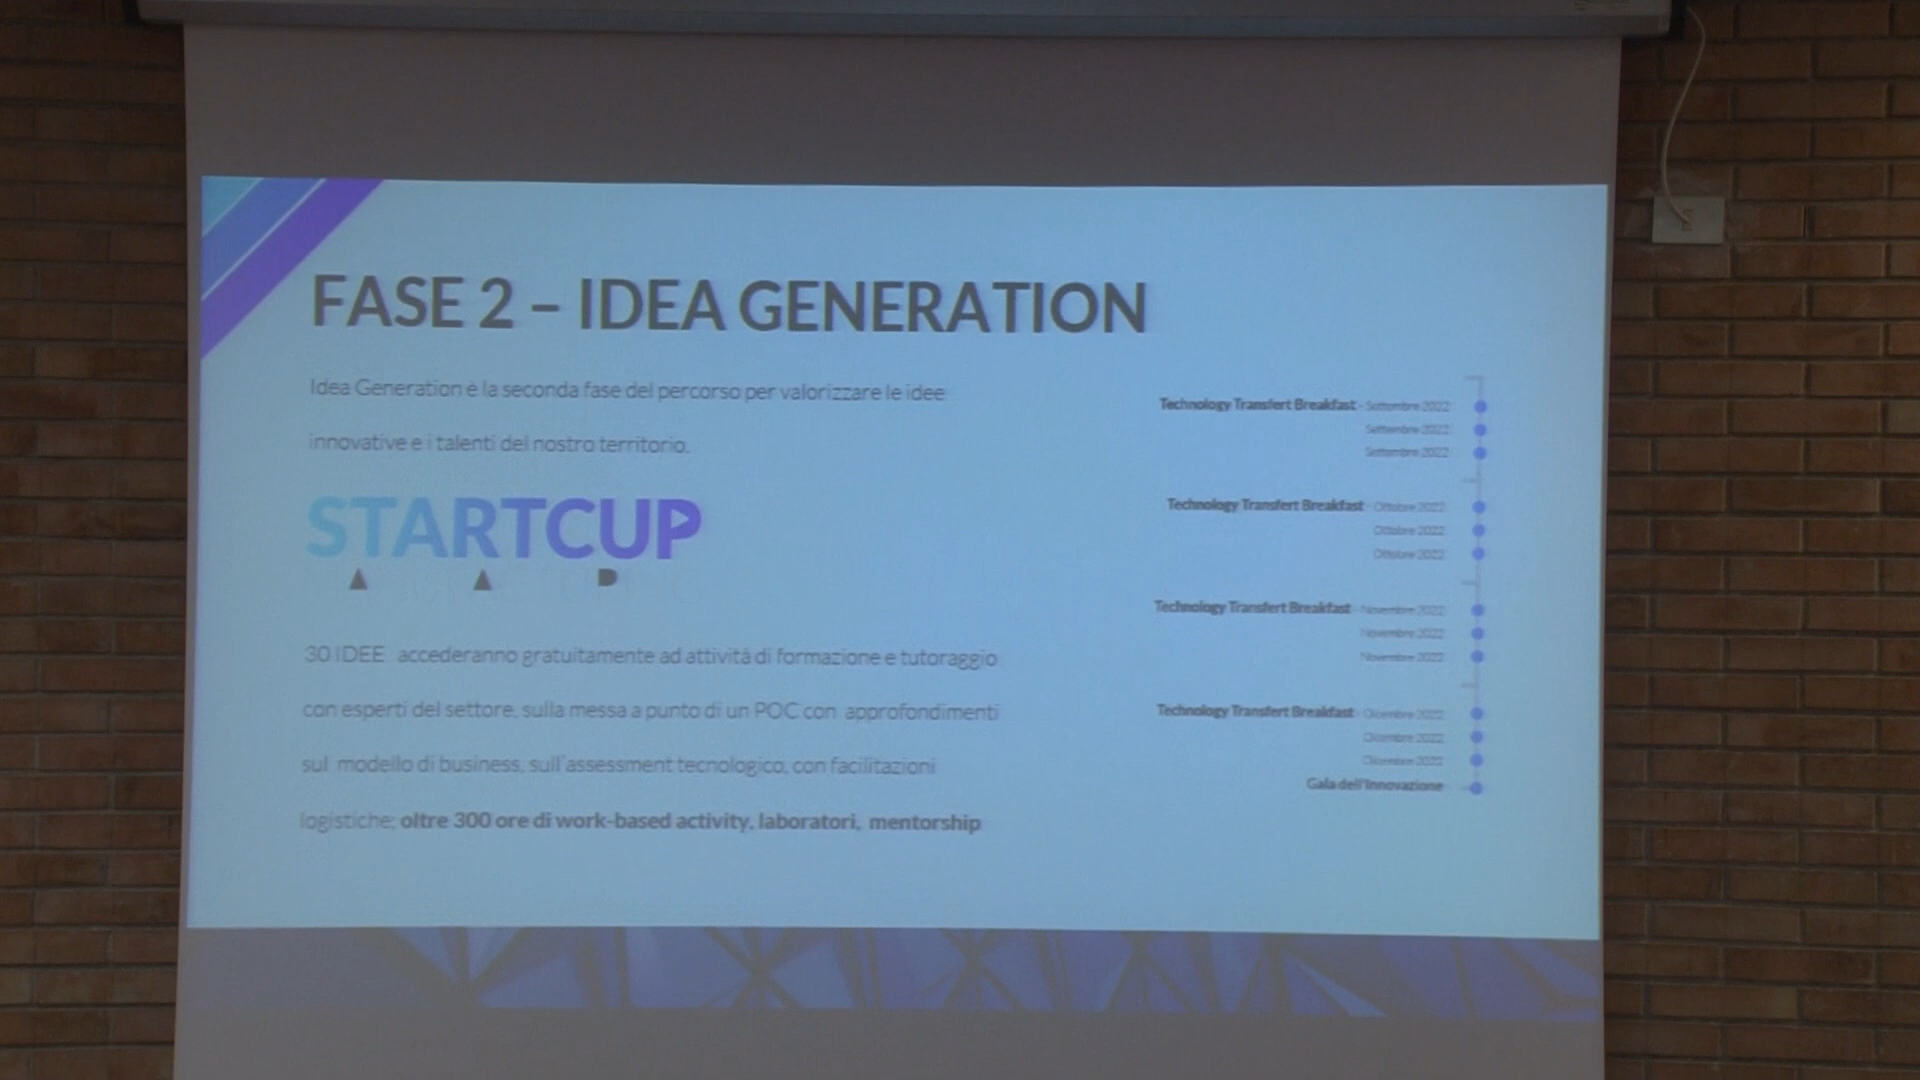 FASE 2 – IDEA GENERATION
Idea Generation è la seconda fase del percorso per valorizzare le idee
innovative e i talenti del nostro territorio.
STARTCUP
30 IDEE accederanno gratuitamente ad attività di formazione e tutoraggio
con esperti del settore, sulla messa a punto di un POC con approfondimenti
sul modello di business, sull'assessment tecnologico, con facilitazioni
logistiche; oltre 300 ore di work-based activity, laboratori, mentorship
Technology Transfert Breakfast - Settembre 2022
Settembre 2022
Settembre 2022
Technology Transfert Breakfast - Ottobre 2022
Ottobre 2022
Ottobre 2022
Technology Transfert Breakfast - Novembre 2022
Novembre 2022
Novembre 2022
Technology Transfert Breakfast - Dicembre 2022
Dicembre 2022
Dicembre 2022
Gala dell'Innovazione